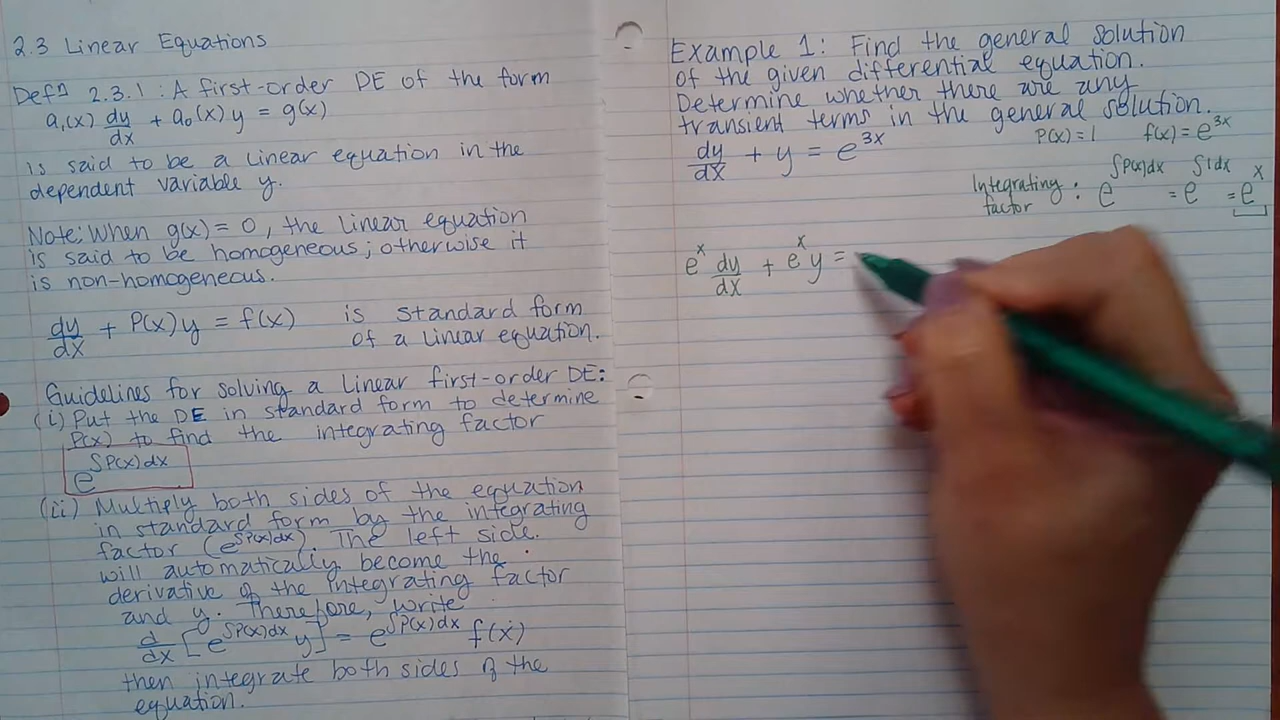 2.3 Linear Equations
Defⁿ 2.3.1 : A first-order DE of the form
a₁(x) dy/dx + a₀(x) y = g(x)
is said to be a linear equation in the
dependent variable y.
Note: When g(x) = 0, the linear equation
is said to be homogeneous; otherwise it
is non-homogeneous.
dy/dx + P(x) y = f(x) is standard form
of a linear equation.
Guidelines for solving a linear first-order DE:
(i) Put the DE in standard form to determine
P(x) to find the integrating factor
e^∫P(x)dx
(ii) Multiply both sides of the equation
in standard form by the integrating
factor (e^∫P(x)dx). The left side
will automatically become the
derivative of the integrating factor
and y. Therefore, write
d/dx [e^∫P(x)dx y] = e^∫P(x)dx f(x)
then integrate both sides of the
equation.
Example 1: Find the general solution
of the given differential equation.
Determine whether there are any
transient terms in the general solution.
P(x) = 1 f(x) = e^3x
dy/dx + y = e^3x
Integrating factor : e^∫P(x)dx = e^∫1dx = e^x
e^x dy/dx + e^x y =